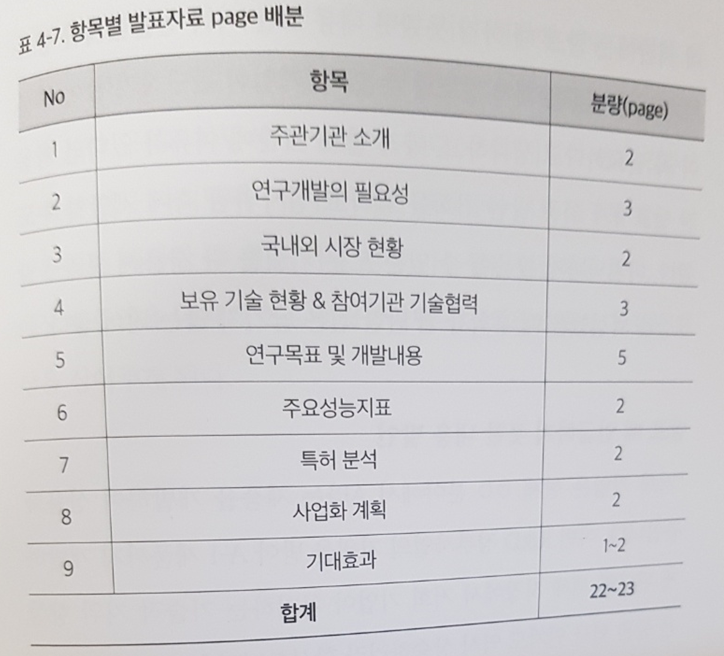 표 4-7. 항목별 발표자료 page 배분
No 항목 분량(page)
1 주관기관 소개 2
2 연구개발의 필요성 3
3 국내외 시장 현황 2
4 보유 기술 현황 & 참여기관 기술협력 3
5 연구목표 및 개발내용 5
6 주요성능지표 2
7 특허 분석 2
8 사업화 계획 2
9 기대효과 1~2
합계 22~23